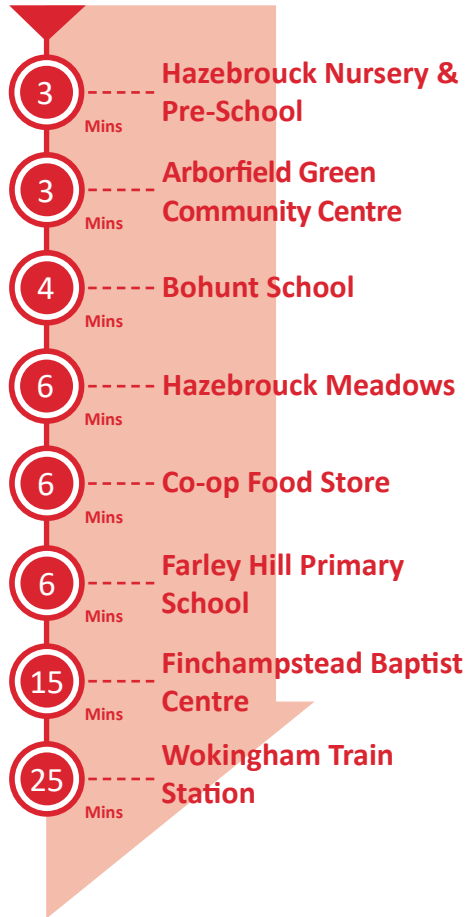 3
Mins
Hazebrouck Nursery &
Pre-School
3
Mins
Arborfield Green
Community Centre
4
Mins
Bohunt School
6
Mins
Hazebrouck Meadows
6
Mins
Co-op Food Store
6
Mins
Farley Hill Primary
School
15
Mins
Finchampstead Baptist
Centre
25
Mins
Wokingham Train
Station